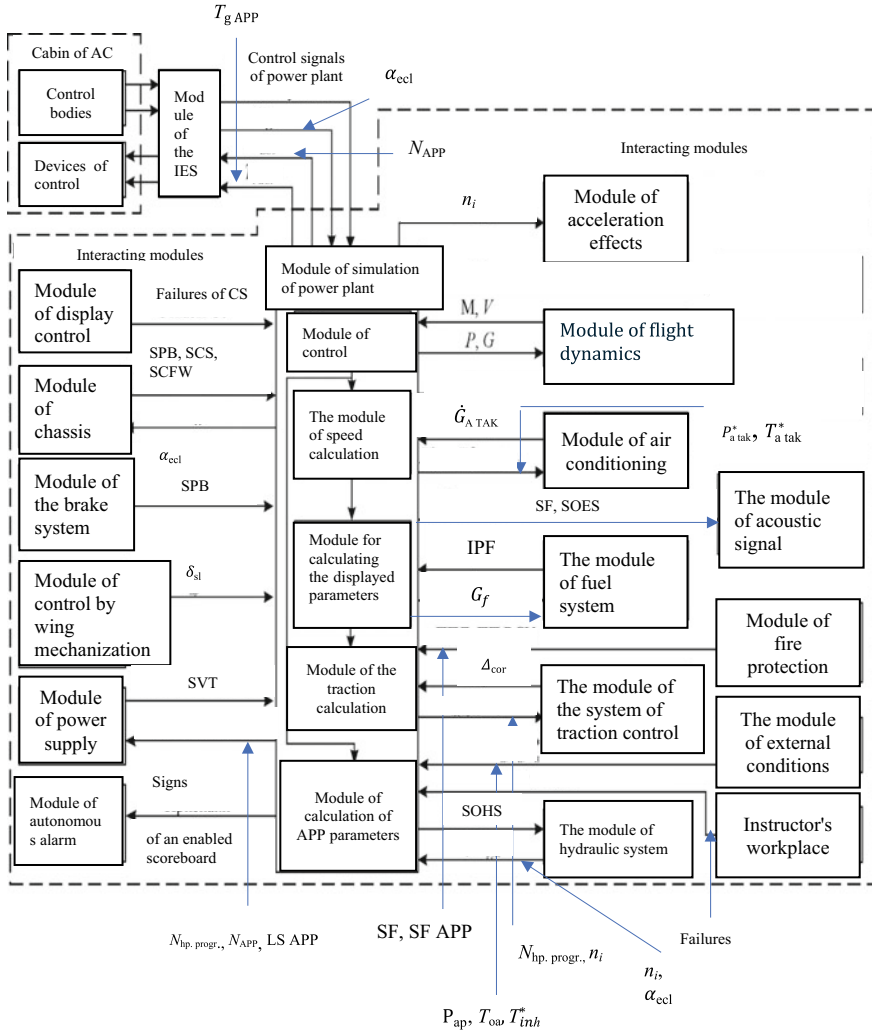 T_g APP
Cabin of AC
Control signals
of power plant
α_ecl
Control
bodies
Mod
ule
of
the
IES
Devices of
control
N_APP
Interacting modules
n_i
Module of
acceleration
effects
Interacting modules
Module of simulation
of power plant
Module
of display
control
Failures of CS
M, V
Module of
control
P, G
Module of flight
dynamics
SPB, SCS,
SCFW
Module
of
chassis
The module
of speed
calculation
Ġ_A TAK
Module of air
conditioning
P*_a tak, T*_a tak
α_ecl
Module of
the brake
system
SPB
SF, SOES
The module
of acoustic
signal
Module for
calculating
the displayed
parameters
IPF
The module
of fuel
system
G_f
Module of
control by
wing
mechanization
δ_sl
Module of
fire
protection
Module of the
traction
calculation
Δ_cor
The module of
the system of
traction control
Module
of power
supply
SVT
The module
of external
conditions
Signs
Module of
autonomou
s alarm
of an enabled
scoreboard
Module of
calculation of
APP parameters
SOHS
The module of
hydraulic system
Instructor's
workplace
N_hp. progr., N_APP, LS APP
SF, SF APP
N_hp. progr., n_i
Failures
n_i,
α_ecl
P_ap, T_oa, T*_inh